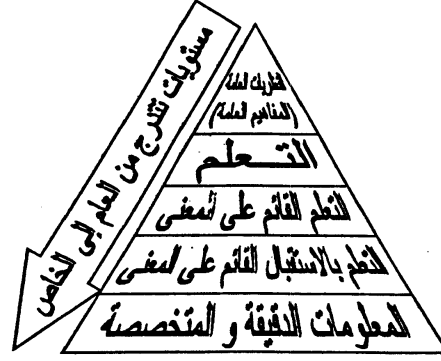 مستويات تتدرج من العام إلى الخاص
النظريات العامة
(المفاهيم العامة)
التــعلم
التعلم القائم على المعنى
التعلم بالاستقبال القائم على المعنى
المعلومات الدقيقة و المتخصصة